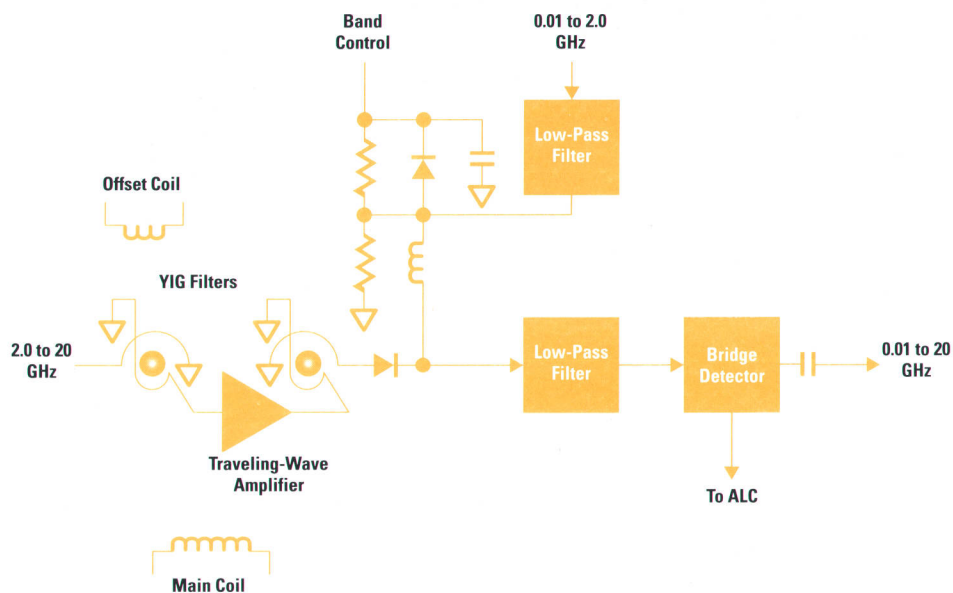 Band
Control
0.01 to 2.0
GHz
Low-Pass
Filter
Offset Coil
YIG Filters
2.0 to 20
GHz
Low-Pass
Filter
Bridge
Detector
0.01 to 20
GHz
Traveling-Wave
Amplifier
To ALC
Main Coil